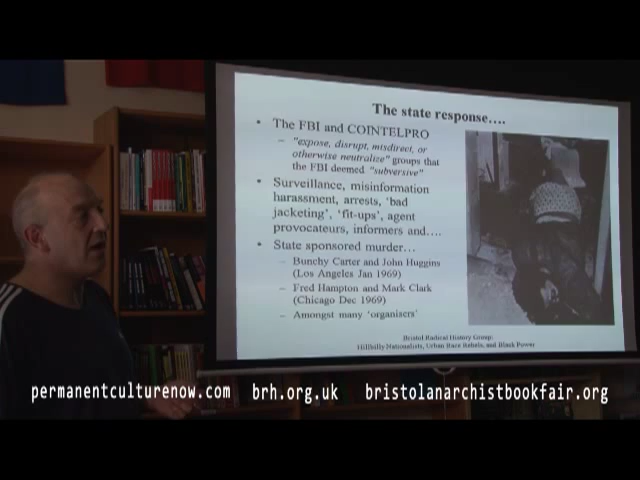 The state response....
• The FBI and COINTELPRO
– "expose, disrupt, misdirect, or
otherwise neutralize" groups that
the FBI deemed "subversive"
• Surveillance, misinformation
harassment, arrests, 'bad
jacketing', 'fit-ups', agent
provocateurs, informers and….
• State sponsored murder…
– Bunchy Carter and John Huggins
(Los Angeles Jan 1969)
– Fred Hampton and Mark Clark
(Chicago Dec 1969)
– Amongst many 'organisers'
Bristol Radical History Group:
Hillbilly Nationalists, Urban Race Rebels, and Black Power
permanentculturenow.com brh.org.uk bristolanarchistbookfair.org